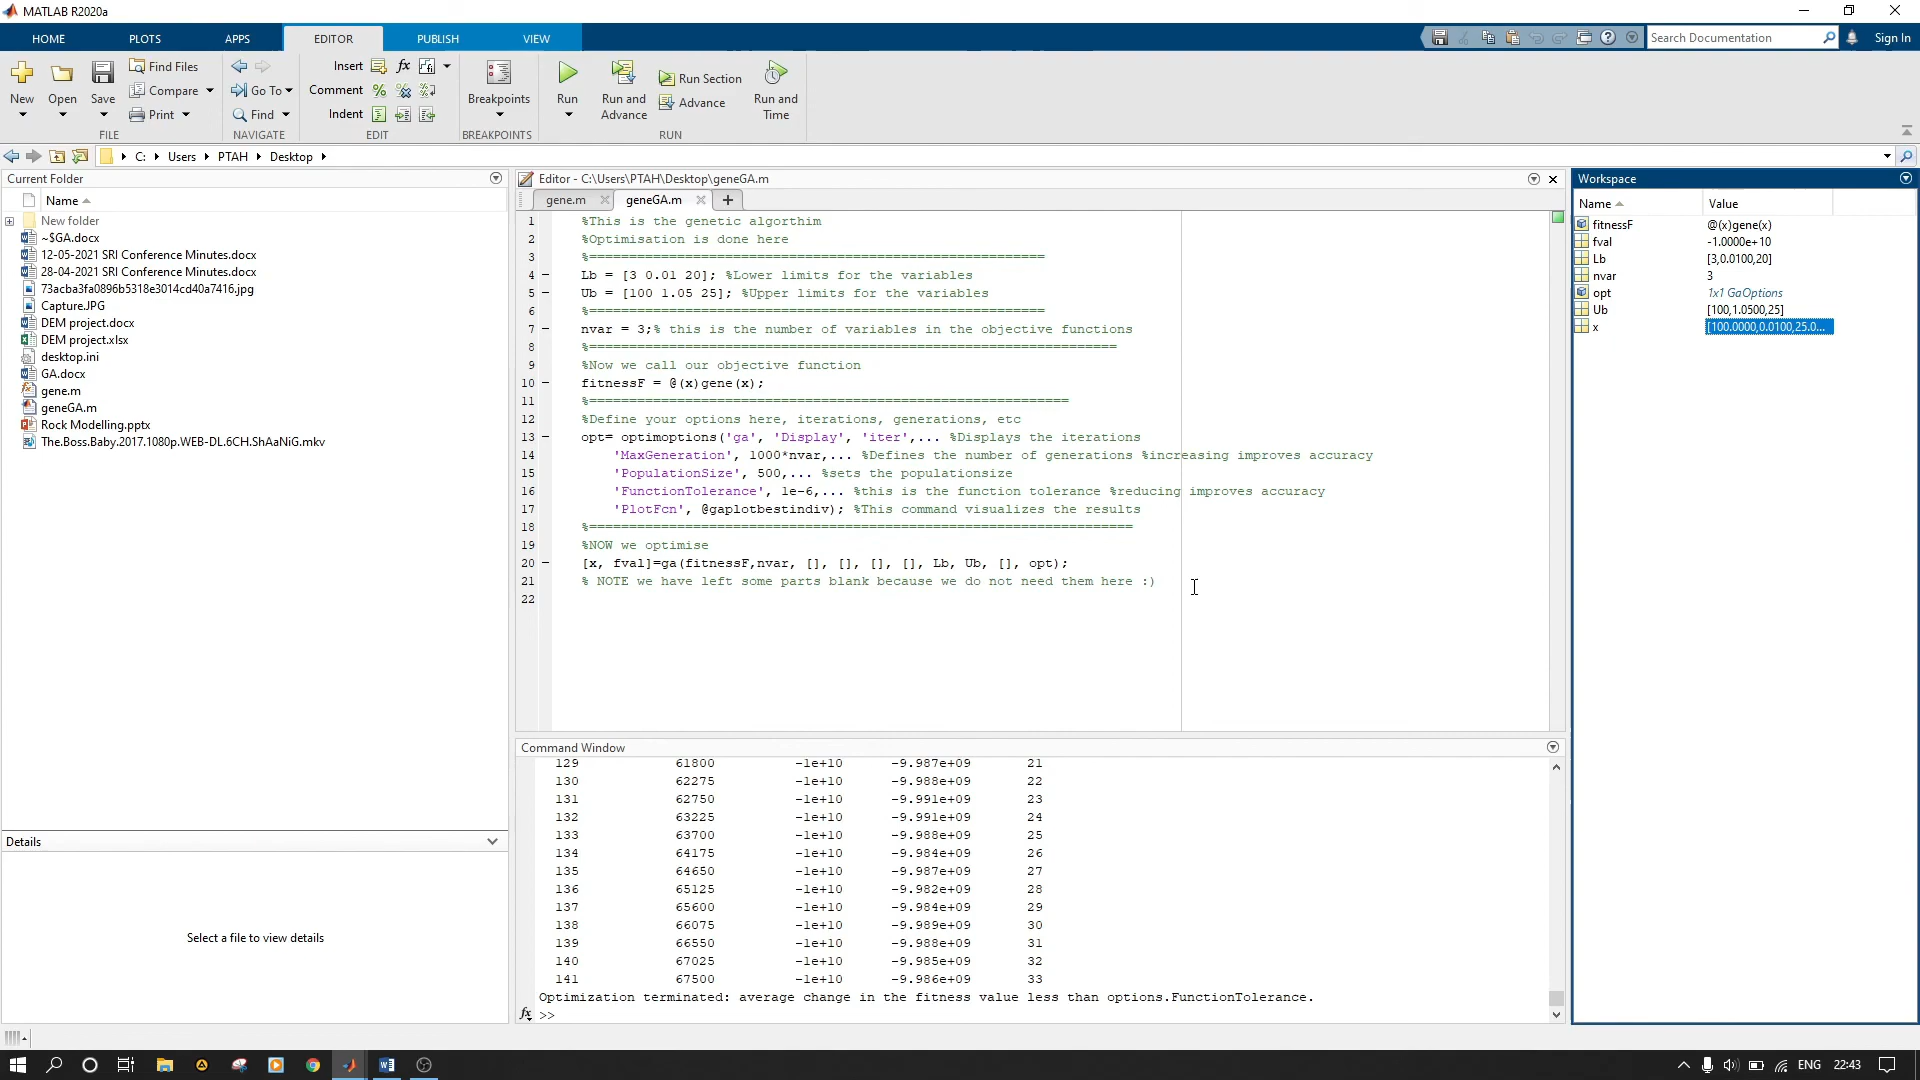 MATLAB R2020a
HOME PLOTS APPS EDITOR PUBLISH VIEW Search Documentation Sign In
New Open Save Find Files Compare Print
FILE
Go To Find
NAVIGATE
Insert fx
Comment
Indent
EDIT
Breakpoints
BREAKPOINTS
Run Run and Advance Run Section Advance Run and Time
RUN
C: Users PTAH Desktop
Current Folder
Name
New folder
~$GA.docx
12-05-2021 SRI Conference Minutes.docx
28-04-2021 SRI Conference Minutes.docx
73acba3fa0896b5318e3014cd40a7416.jpg
Capture.JPG
DEM project.docx
DEM project.xlsx
desktop.ini
GA.docx
gene.m
geneGA.m
Rock Modelling.pptx
The.Boss.Baby.2017.1080p.WEB-DL.6CH.ShAaNiG.mkv
Details
Select a file to view details
Editor - C:\Users\PTAH\Desktop\geneGA.m
gene.m geneGA.m
1 %This is the genetic algorthim
2 %Optimisation is done here
3 %=========================================================
4 Lb = [3 0.01 20]; %Lower limits for the variables
5 Ub = [100 1.05 25]; %Upper limits for the variables
6 %=========================================================
7 nvar = 3;% this is the number of variables in the objective functions
8 %==================================================================
9 %Now we call our objective function
10 fitnessF = @(x)gene(x);
11 %============================================================
12 %Define your options here, iterations, generations, etc
13 opt= optimoptions('ga', 'Display', 'iter',... %Displays the iterations
14 'MaxGeneration', 1000*nvar,... %Defines the number of generations %increasing improves accuracy
15 'PopulationSize', 500,... %sets the populationsize
16 'FunctionTolerance', 1e-6,... %this is the function tolerance %reducing improves accuracy
17 'PlotFcn', @gaplotbestindiv); %This command visualizes the results
18 %====================================================================
19 %NOW we optimise
20 [x, fval]=ga(fitnessF,nvar, [], [], [], [], Lb, Ub, [], opt);
21 % NOTE we have left some parts blank because we do not need them here :)
22
Command Window
129 61800 -1e+10 -9.987e+09 21
130 62275 -1e+10 -9.988e+09 22
131 62750 -1e+10 -9.991e+09 23
132 63225 -1e+10 -9.991e+09 24
133 63700 -1e+10 -9.988e+09 25
134 64175 -1e+10 -9.984e+09 26
135 64650 -1e+10 -9.987e+09 27
136 65125 -1e+10 -9.982e+09 28
137 65600 -1e+10 -9.984e+09 29
138 66075 -1e+10 -9.989e+09 30
139 66550 -1e+10 -9.988e+09 31
140 67025 -1e+10 -9.985e+09 32
141 67500 -1e+10 -9.986e+09 33
Optimization terminated: average change in the fitness value less than options.FunctionTolerance.
fx >>
Workspace
Name Value
fitnessF @(x)gene(x)
fval -1.0000e+10
Lb [3,0.0100,20]
nvar 3
opt 1x1 GaOptions
Ub [100,1.0500,25]
x [100.0000,0.0100,25.0...
ENG 22:43